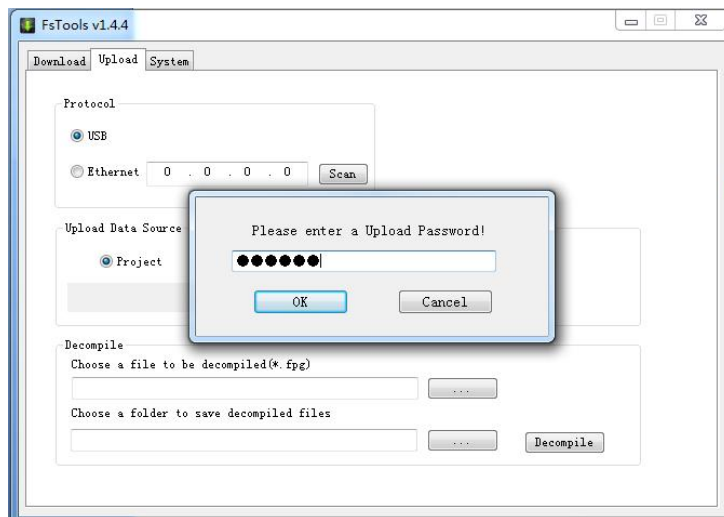 FsTools v1.4.4
Download Upload System
Protocol
USB
Ethernet 0 . 0 . 0 . 0 Scan
Please enter a Upload Password!
Upload Data Source
Project
●●●●●●
OK Cancel
Decompile
Choose a file to be decompiled(*.fpg)
...
Choose a folder to save decompiled files
... Decompile